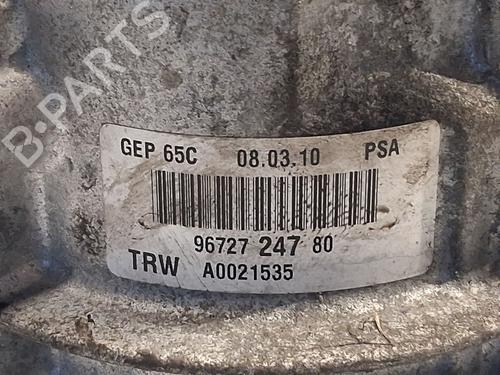 B-PARTS
GEP 65C 08.03.10 PSA
96727 247 80
TRW A0021535